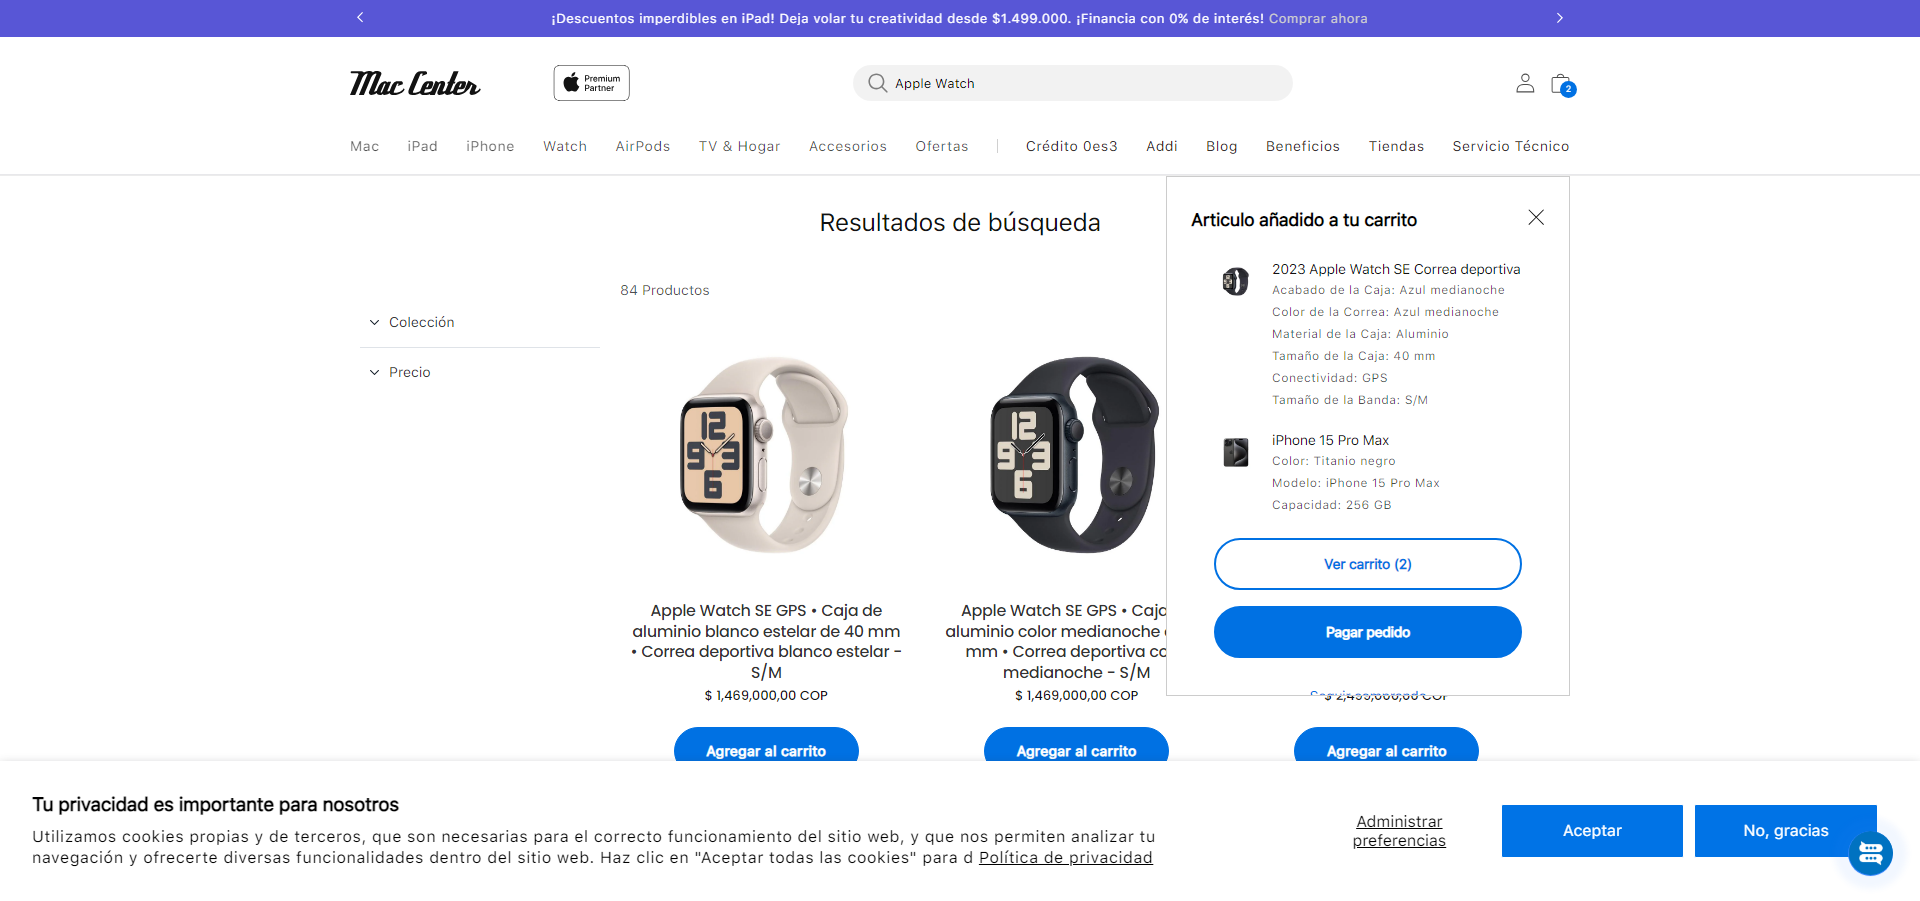 ¡Descuentos imperdibles en iPad! Deja volar tu creatividad desde $1.499.000. ¡Financia con 0% de interés! Comprar ahora
Mac Center
Premium
Partner
Apple Watch
2
Mac
iPad
iPhone
Watch
AirPods
TV & Hogar
Accesorios
Ofertas
Crédito 0es3
Addi
Blog
Beneficios
Tiendas
Servicio Técnico
Resultados de búsqueda
84 Productos
Colección
Precio
Articulo añadido a tu carrito
2023 Apple Watch SE Correa deportiva
Acabado de la Caja: Azul medianoche
Color de la Correa: Azul medianoche
Material de la Caja: Aluminio
Tamaño de la Caja: 40 mm
Conectividad: GPS
Tamaño de la Banda: S/M
iPhone 15 Pro Max
Color: Titanio negro
Modelo: iPhone 15 Pro Max
Capacidad: 256 GB
Ver carrito (2)
Pagar pedido
12
9 3
6
12
9 3
6
Apple Watch SE GPS • Caja de
aluminio blanco estelar de 40 mm
• Correa deportiva blanco estelar -
S/M
$ 1,469,000,00 COP
Agregar al carrito
Apple Watch SE GPS • Caja
aluminio color medianoche
mm • Correa deportiva co
medianoche - S/M
$ 1,469,000,00 COP
Agregar al carrito
$ 2,499,000,00 COP
Agregar al carrito
Tu privacidad es importante para nosotros
Utilizamos cookies propias y de terceros, que son necesarias para el correcto funcionamiento del sitio web, y que nos permiten analizar tu
navegación y ofrecerte diversas funcionalidades dentro del sitio web. Haz clic en "Aceptar todas las cookies" para d Política de privacidad
Administrar
preferencias
Aceptar
No, gracias